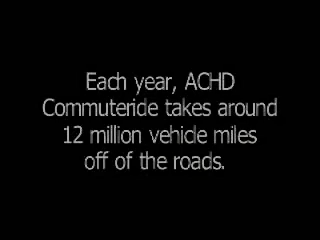 Each year, ACHD
Commuteride takes around
12 million vehicle miles
off of the roads.